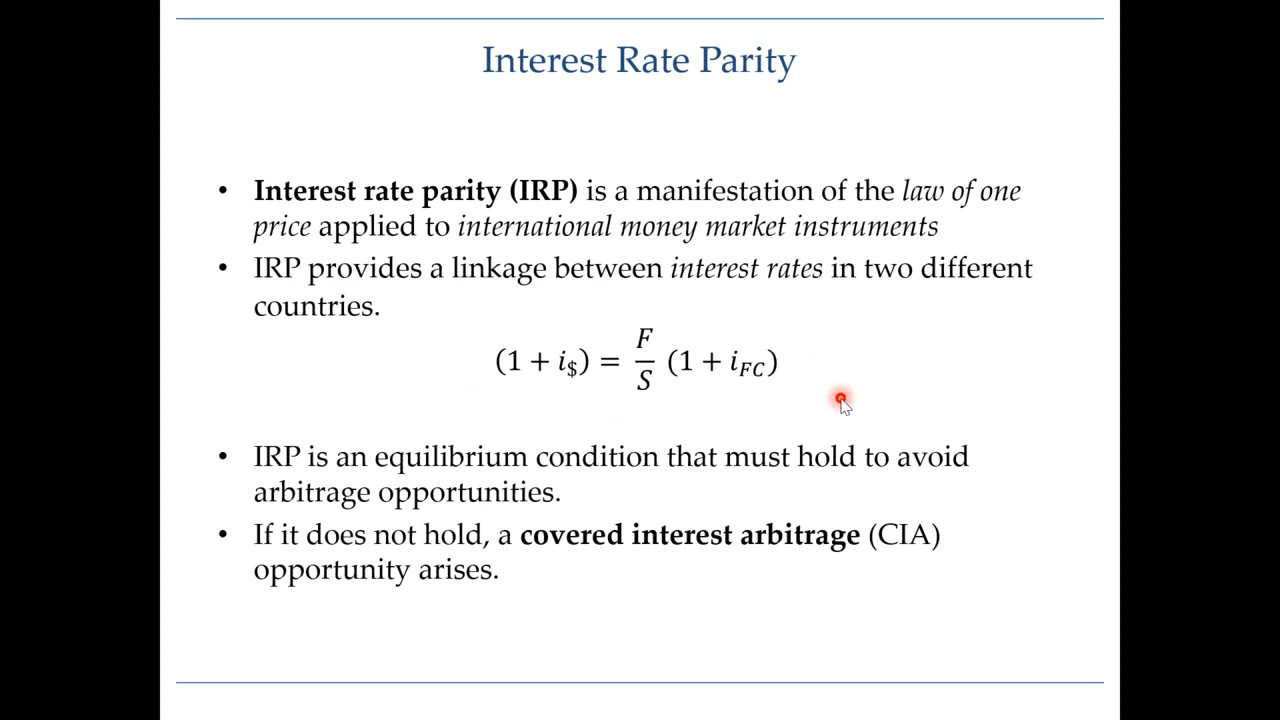 Interest Rate Parity
• Interest rate parity (IRP) is a manifestation of the law of one
price applied to international money market instruments
• IRP provides a linkage between interest rates in two different
countries.
(1 + i$) = F/S (1 + iFC)
• IRP is an equilibrium condition that must hold to avoid
arbitrage opportunities.
• If it does not hold, a covered interest arbitrage (CIA)
opportunity arises.